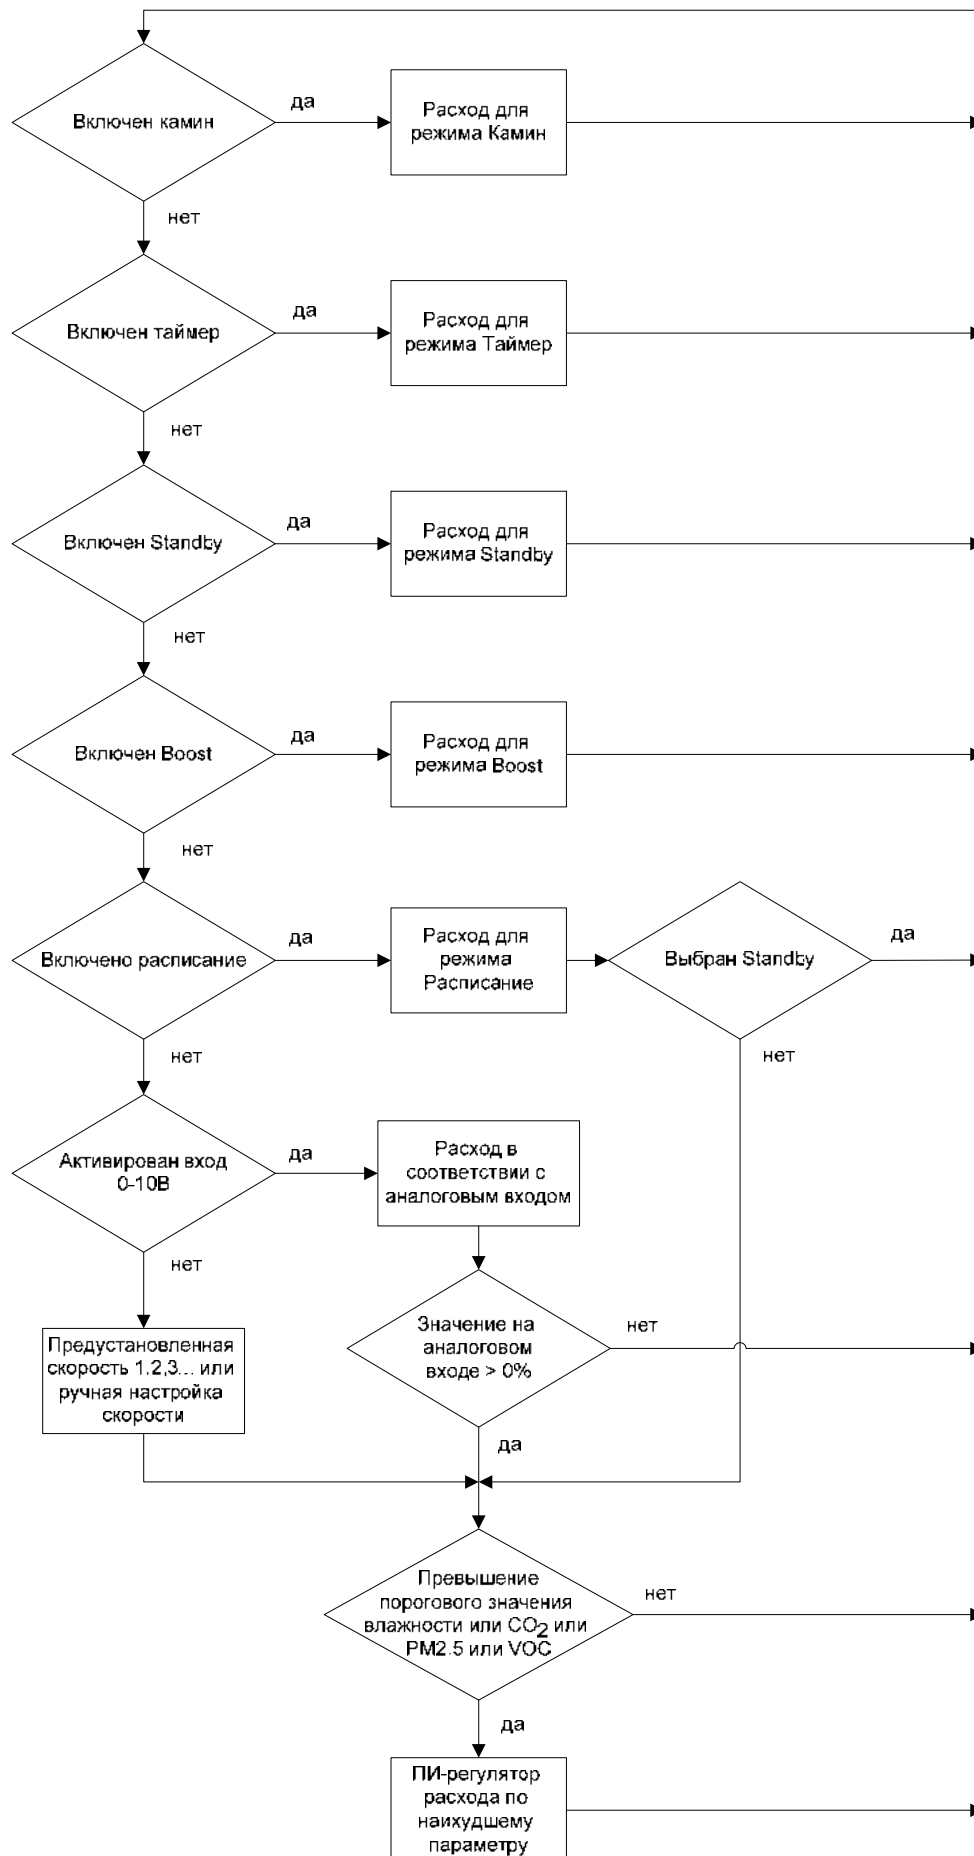 Включен камин
да
Расход для
режима Камин
нет
Включен таймер
да
Расход для
режима Таймер
нет
Включен Standby
да
Расход для
режима Standby
нет
Включен Boost
да
Расход для
режима Boost
нет
Включено расписание
да
Расход для
режима
Расписание
Выбран Standby
да
нет
нет
Активирован вход
0-10В
да
Расход в
соответствии с
аналоговым входом
нет
Предустановленная
скорость 1.2,3... или
ручная настройка
скорости
Значение на
аналоговом
входе > 0%
нет
да
Превышение
порогового значения
влажности или CO2 или
PM2.5 или VOC
нет
да
ПИ-регулятор
расхода по
наихудшему
параметру